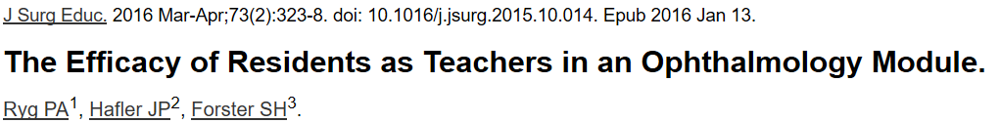 J Surg Educ. 2016 Mar-Apr;73(2):323-8. doi: 10.1016/j.jsurg.2015.10.014. Epub 2016 Jan 13.
The Efficacy of Residents as Teachers in an Ophthalmology Module.
Ryg PA1, Hafler JP2, Forster SH3.